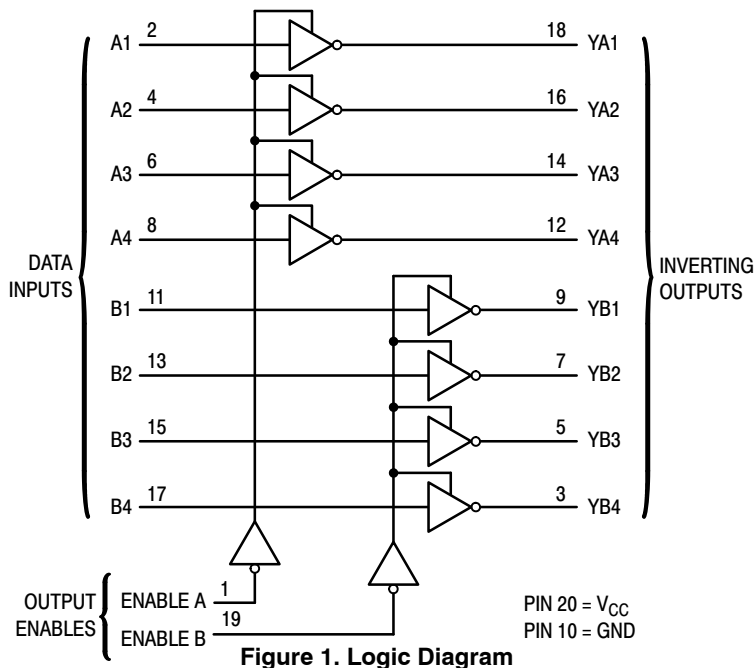 A1 2 18 YA1
A2 4 16 YA2
A3 6 14 YA3
A4 8 12 YA4
DATA
INPUTS
INVERTING
OUTPUTS
B1 11 9 YB1
B2 13 7 YB2
B3 15 5 YB3
B4 17 3 YB4
OUTPUT
ENABLES
ENABLE A 1
ENABLE B 19
PIN 20 = VCC
PIN 10 = GND
Figure 1. Logic Diagram